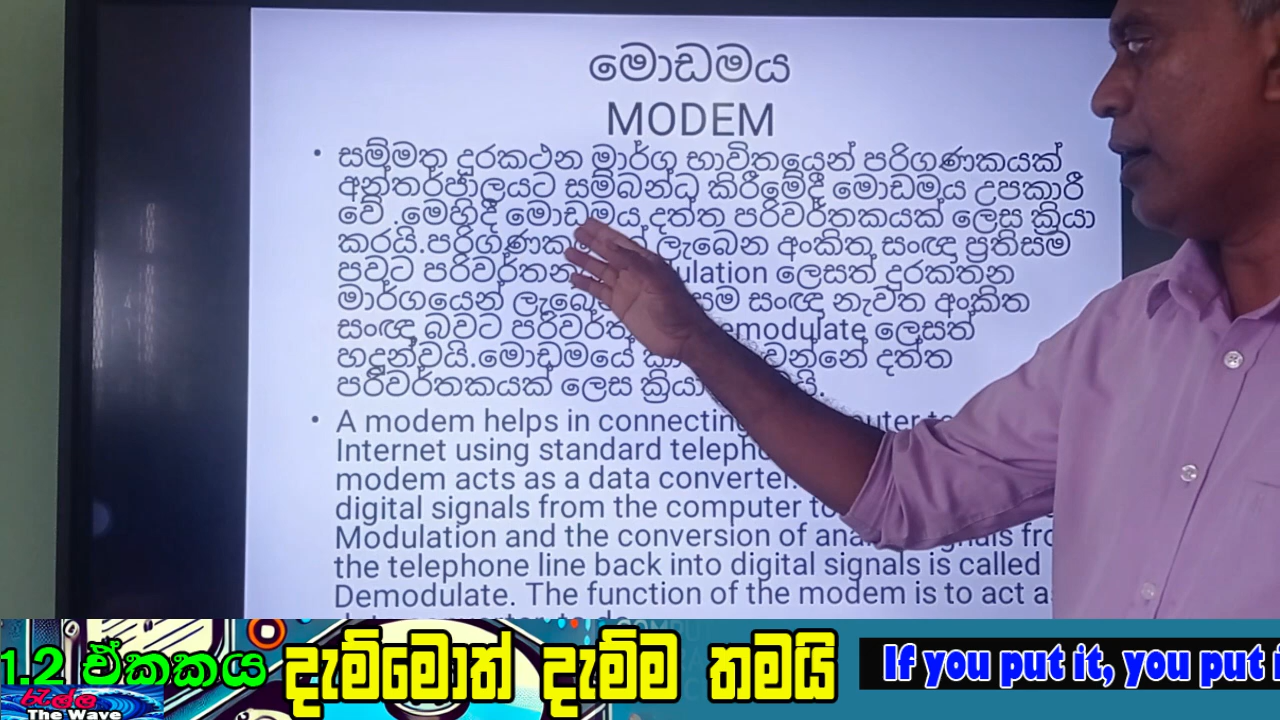 මොඩමය
MODEM
• සම්මත දුරකථන මාර්ග භාවිතයෙන් පරිගණකයක්
අන්තර්ජාලයට සම්බන්ධ කිරීමේදී මොඩමය උපකාරී
වේ .මෙහිදී මොඩමය දත්ත පරිවර්තකයක් ලෙස ක්‍රියා
කරයි.පරිගණක ලැබෙන අංකිත සංඥා ප්‍රතිසම
පවට පරිවර්තන ulation ලෙසත් දුරකතන
මාර්ගයෙන් ලැබෙ සම සංඥා නැවත අංකිත
සංඥා බවට පරිවර්ත emodulate ලෙසත්
හදුන්වයි.මොඩමයේ වන්නේ දත්ත
පරිවර්තකයක් ලෙස ක්‍රියා යි.
• A modem helps in connecting
Internet using standard teleph
modem acts as a data converter.
digital signals from the computer to
Modulation and the conversion of ana signals fro
the telephone line back into digital signals is called
Demodulate. The function of the modem is to act a
1.2 ඒකකය දැම්මොත් දැම්ම තමයි If you put it, you put i
රැල්ල
The Wave